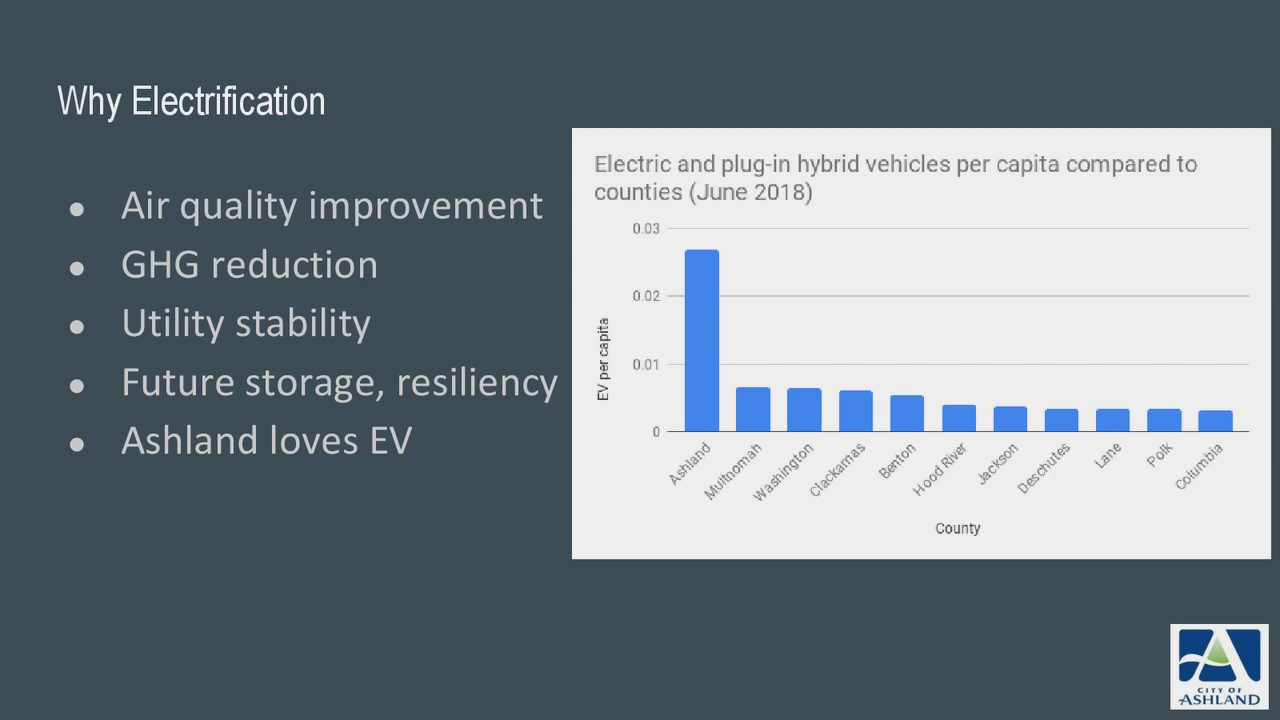 Why Electrification
● Air quality improvement
● GHG reduction
● Utility stability
● Future storage, resiliency
● Ashland loves EV
Electric and plug-in hybrid vehicles per capita compared to
counties (June 2018)
0.03
0.02
0.01
0
EV per capita
Ashland
Multnomah
Washington
Clackamas
Benton
Hood River
Jackson
Deschutes
Lane
Polk
Columbia
County
CITY OF
ASHLAND